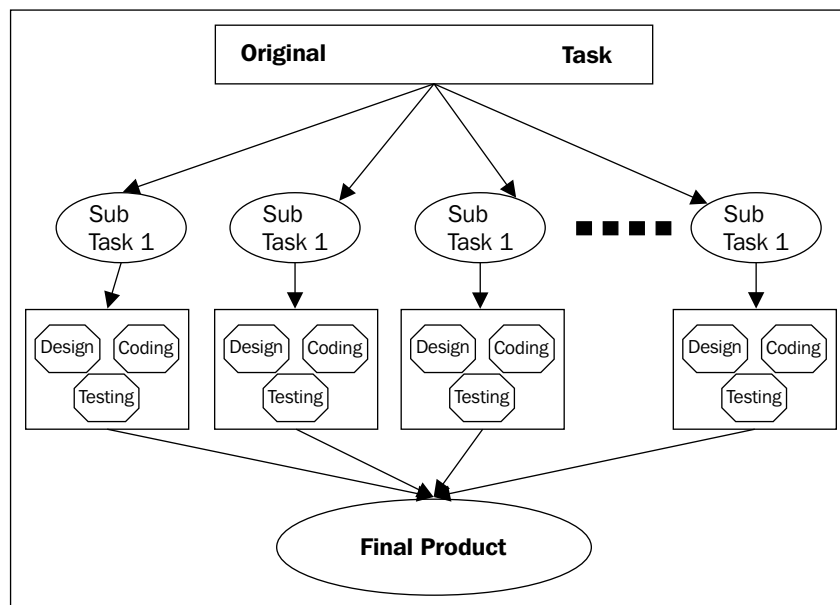 Original Task
Sub
Task 1
Sub
Task 1
Sub
Task 1
Sub
Task 1
Design Coding
Testing
Design Coding
Testing
Design Coding
Testing
Design Coding
Testing
Final Product